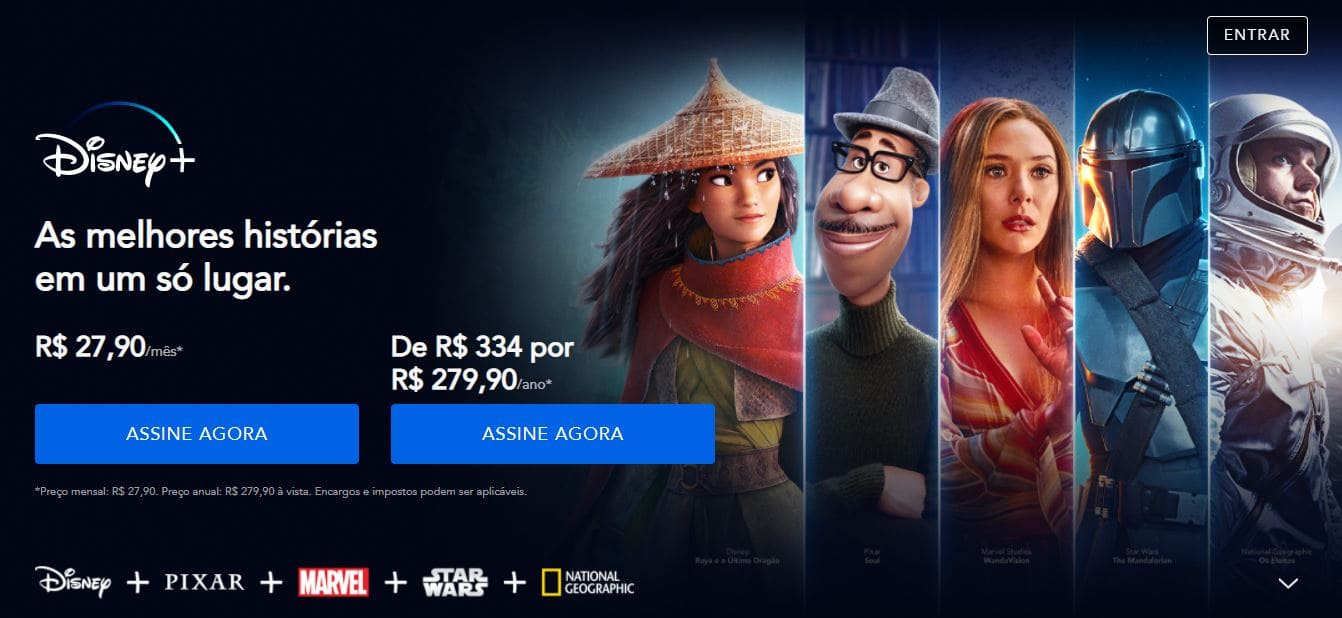 ENTRAR
Disney+
As melhores histórias
em um só lugar.
R$ 27,90/mês*
De R$ 334 por
R$ 279,90/ano*
ASSINE AGORA
ASSINE AGORA
*Preço mensal: R$ 27,90. Preço anual: R$ 279,90 à vista. Encargos e impostos podem ser aplicáveis.
Disney
Raya e o Último Dragão
Pixar
Soul
Marvel Studios
WandaVision
Star Wars
The Mandalorian
National Geographic
Os Eleitos
Disney + PIXAR + MARVEL + STAR WARS + NATIONAL GEOGRAPHIC